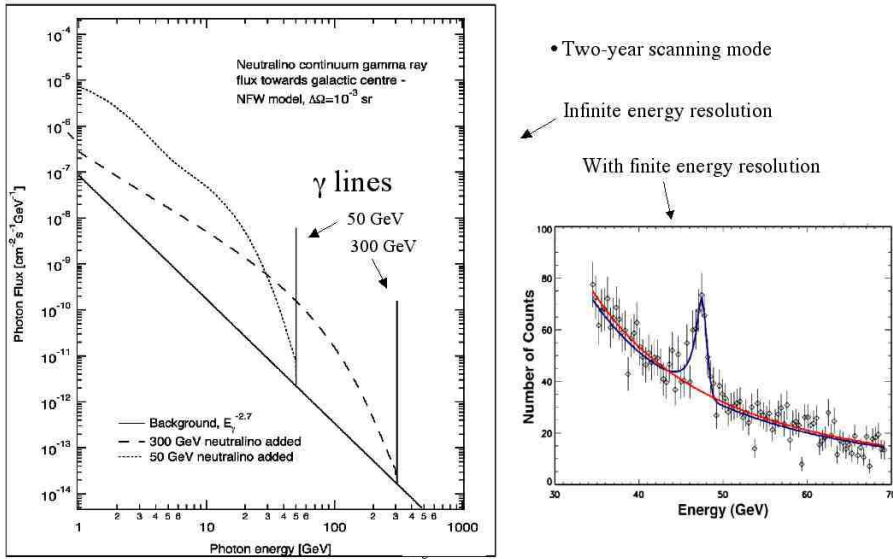 Neutralino continuum gamma ray
flux towards galactic centre -
NFW model, ΔΩ=10⁻³ sr
γ lines
50 GeV
300 GeV
Photon Flux [cm⁻²s⁻¹GeV⁻¹]
10⁻⁴
10⁻⁵
10⁻⁶
10⁻⁷
10⁻⁸
10⁻⁹
10⁻¹⁰
10⁻¹¹
10⁻¹²
10⁻¹³
10⁻¹⁴
Background, Eγ⁻²·⁷
300 GeV neutralino added
50 GeV neutralino added
1 2 3 4 5 6 10 2 3 4 5 6 100 2 3 4 5 6 1000
Photon energy [GeV]
• Two-year scanning mode
Infinite energy resolution
With finite energy resolution
Number of Counts
100
80
60
40
20
0
30 40 50 60 70
Energy (GeV)